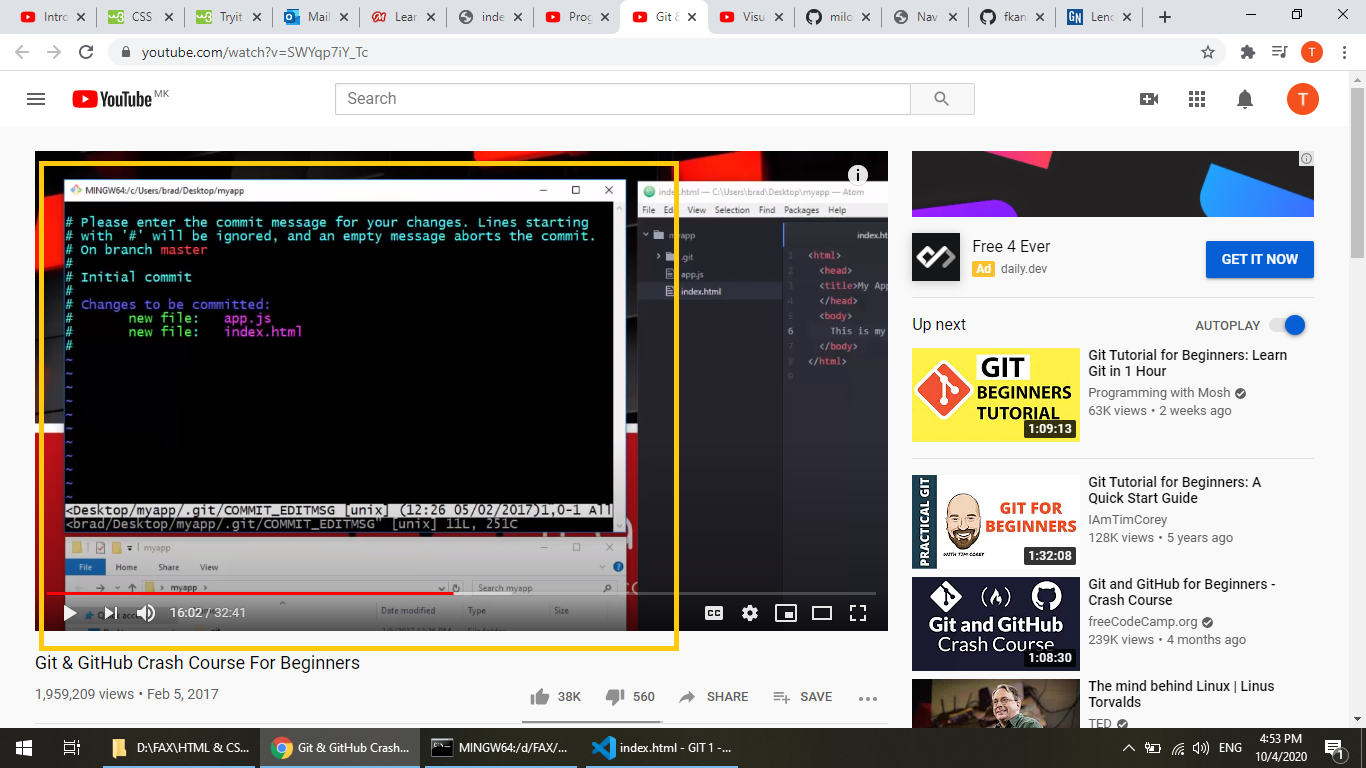 Intro
CSS
Tryit
Mail
Lear
inde
Prog
Git &
Visu
milo
Nav
fkan
Lenc
youtube.com/watch?v=SWYqp7iY_Tc
T
YouTube MK
Search
T
MINGW64:/c/Users/brad/Desktop/myapp
# Please enter the commit message for your changes. Lines starting
# with '#' will be ignored, and an empty message aborts the commit.
# On branch master
#
# Initial commit
#
# Changes to be committed:
#       new file:   app.js
#       new file:   index.html
#
~
~
~
~
~
~
~
~
~
~
~
<Desktop/myapp/.git/COMMIT_EDITMSG [unix] (12:26 05/02/2017)1,0-1 All
<brad/Desktop/myapp/.git/COMMIT_EDITMSG" [unix] 11L, 251C
myapp
File Home Share View
myapp
Search myapp
Date modified Type Size
index.html — C:\Users\brad\Desktop\myapp — Atom
File Edit View Selection Find Packages Help
myapp
.git
app.js
index.html
index.ht
1 <html>
2 <head>
3 <title>My App
4 </head>
5 <body>
6 This is my
7 </body>
8 </html>
9
16:02 / 32:41
CC
Git & GitHub Crash Course For Beginners
1,959,209 views • Feb 5, 2017
38K 560 SHARE SAVE
Free 4 Ever
Ad daily.dev
GET IT NOW
Up next
AUTOPLAY
GIT
BEGINNERS
TUTORIAL
1:09:13
Git Tutorial for Beginners: Learn
Git in 1 Hour
Programming with Mosh
63K views • 2 weeks ago
PRACTICAL GIT
GIT FOR
BEGINNERS
WITH TIM COREY
1:32:08
Git Tutorial for Beginners: A
Quick Start Guide
IAmTimCorey
128K views • 5 years ago
Git and GitHub
Crash Course
1:08:30
Git and GitHub for Beginners -
Crash Course
freeCodeCamp.org
239K views • 4 months ago
The mind behind Linux | Linus
Torvalds
TED
D:\FAX\HTML & CS...
Git & GitHub Crash...
MINGW64:/d/FAX/...
index.html - GIT 1 -...
ENG
4:53 PM
10/4/2020
1